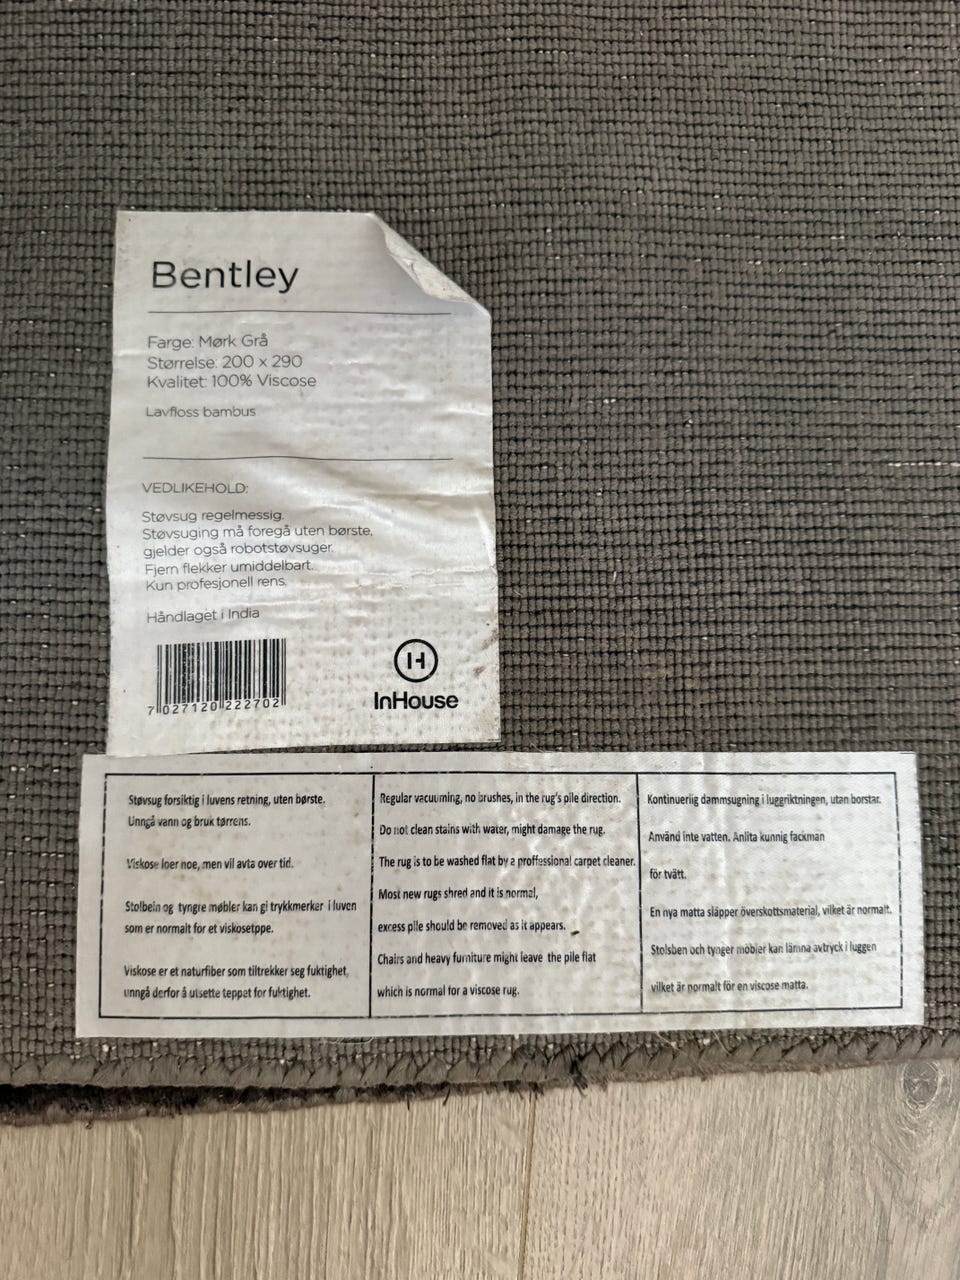 Bentley
Farge: Mørk Grå
Størrelse: 200 x 290
Kvalitet: 100% Viscose
Lavfloss bambus
VEDLIKEHOLD:
Støvsug regelmessig.
Støvsuging må foregå uten børste,
gjelder også robotstøvsuger.
Fjern flekker umiddelbart.
Kun profesjonell rens.
Håndlaget i India
7 027120 222702
InHouse
Støvsug forsiktig i luvens retning, uten børste.
Unngå vann og bruk tørrens.
Viskose loer noe, men vil avta over tid.
Stolbein og tyngre møbler kan gi trykkmerker i luven
som er normalt for et viskosetppe.
Viskose er et naturfiber som tiltrekker seg fuktighet,
unngå derfor å utsette teppet for fuktighet.
Regular vacuuming, no brushes, in the rug's pile direction.
Do not clean stains with water, might damage the rug.
The rug is to be washed flat by a proffessional carpet cleaner.
Most new rugs shred and it is normal,
excess pile should be removed as it appears.
Chairs and heavy furniture might leave the pile flat
which is normal for a viscose rug.
Kontinuerlig dammsugning i luggriktningen, utan borstar.
Använd inte vatten. Anlita kunnig fackman
för tvätt.
En nya matta släpper överskottsmaterial, vilket är normalt.
Stolsben och tynger möbler kan lämna avtryck i luggen
vilket är normalt för en viscose matta.